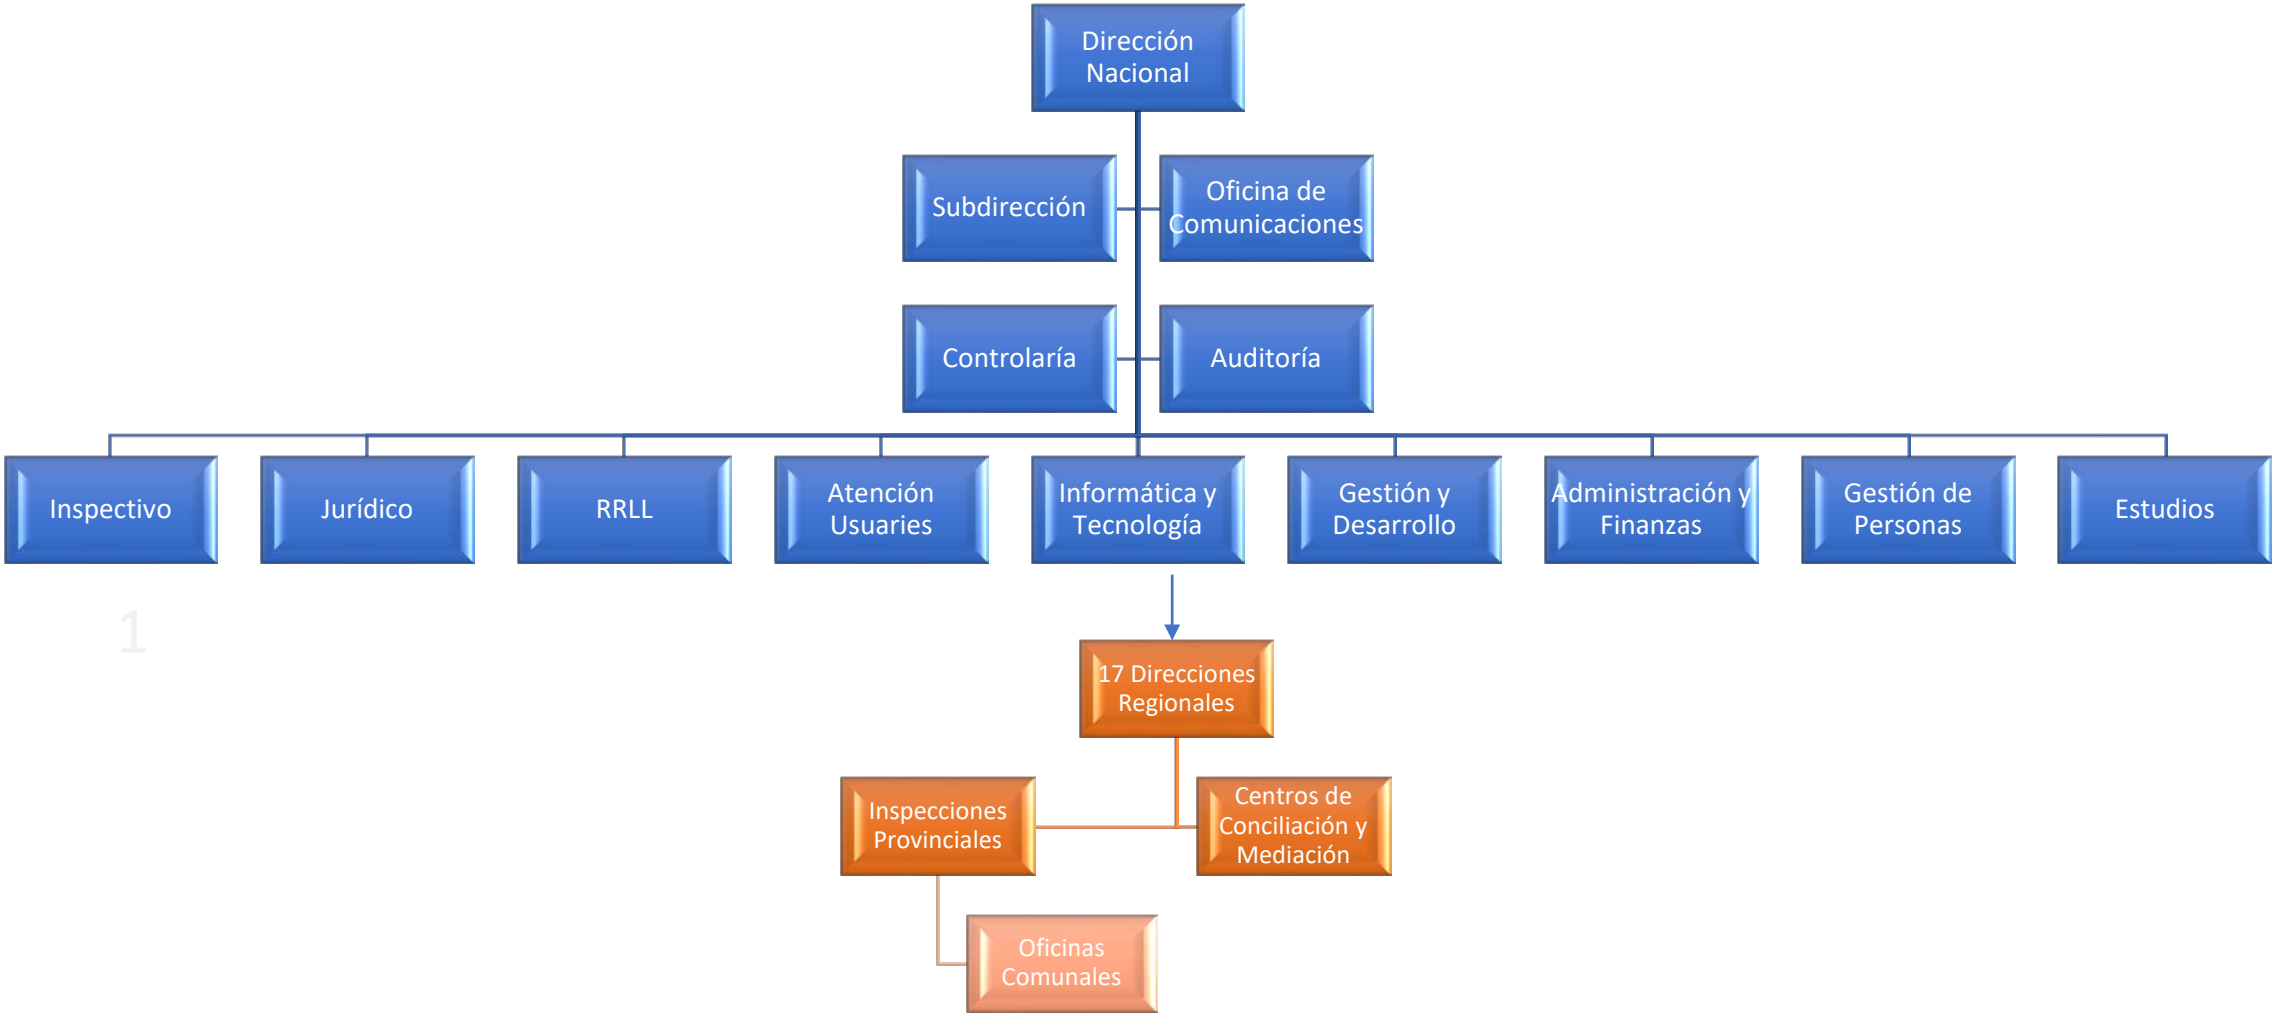 Dirección
Nacional
Subdirección
Oficina de
Comunicaciones
Controlaría
Auditoría
Inspectivo
Jurídico
RRLL
Atención
Usuaries
Informática y
Tecnología
Gestión y
Desarrollo
Administración y
Finanzas
Gestión de
Personas
Estudios
1
17 Direcciones
Regionales
Inspecciones
Provinciales
Centros de
Conciliación y
Mediación
Oficinas
Comunales